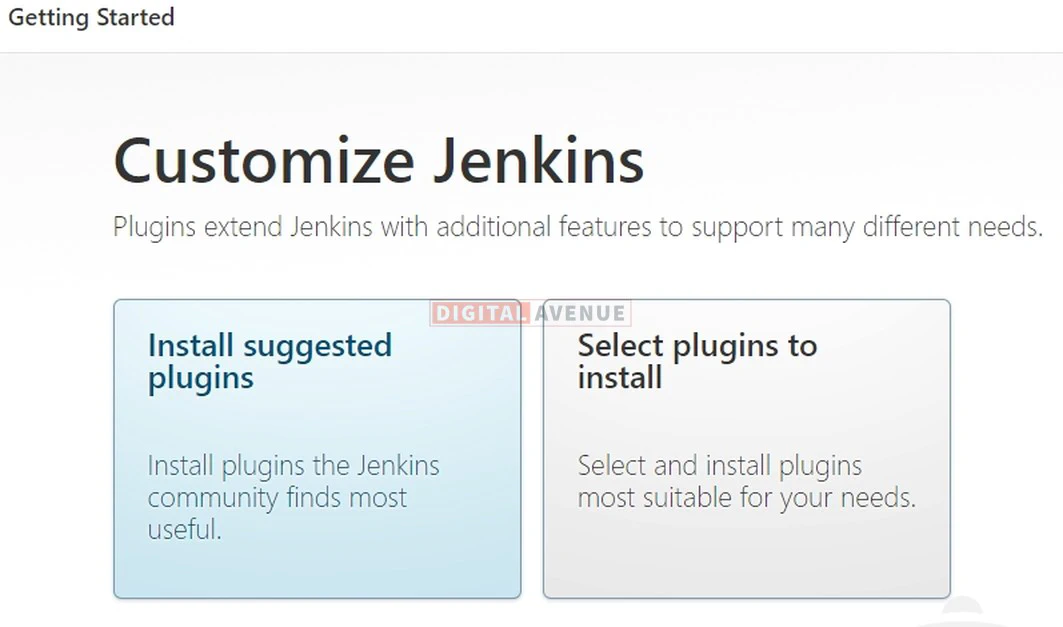 Getting Started
Customize Jenkins
Plugins extend Jenkins with additional features to support many different needs.
DIGITAL AVENUE
Install suggested
plugins
Install plugins the Jenkins
community finds most
useful.
Select plugins to
install
Select and install plugins
most suitable for your needs.